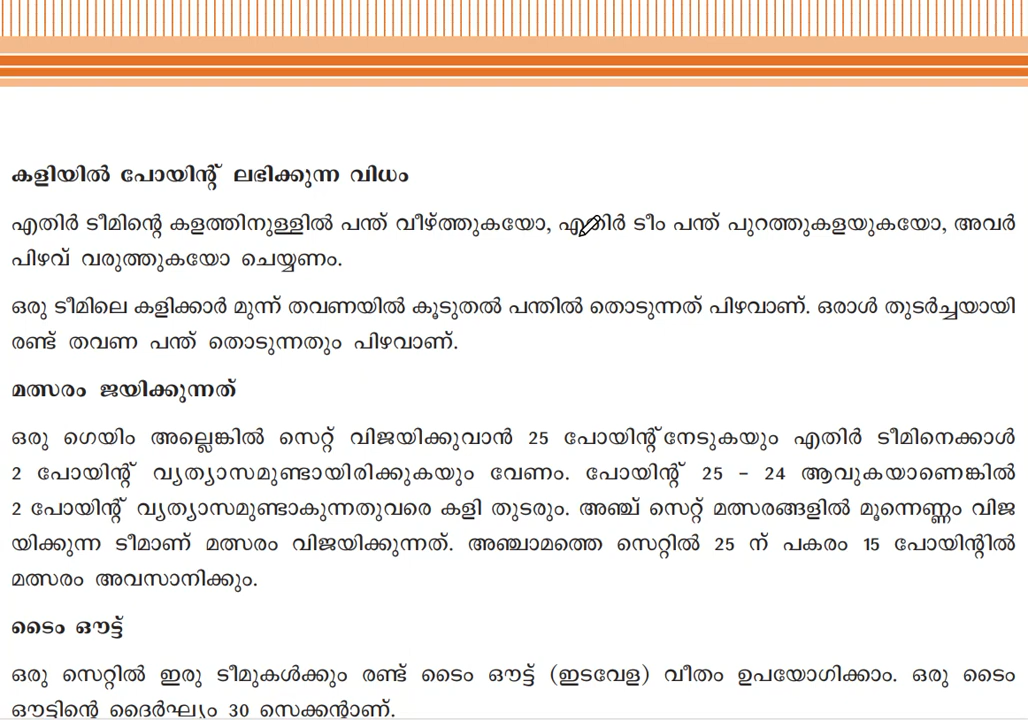 കളിയിൽ പോയിന്റ് ലഭിക്കുന്ന വിധം
എതിർ ടീമിന്റെ കളത്തിനുള്ളിൽ പന്ത് വീഴ്ത്തുകയോ, എതിർ ടീം പന്ത് പുറത്തുകളയുകയോ, അവർ
പിഴവ് വരുത്തുകയോ ചെയ്യണം.
ഒരു ടീമിലെ കളിക്കാർ മൂന്ന് തവണയിൽ കൂടുതൽ പന്തിൽ തൊടുന്നത് പിഴവാണ്. ഒരാൾ തുടർച്ചയായി
രണ്ട് തവണ പന്ത് തൊടുന്നതും പിഴവാണ്.
മത്സരം ജയിക്കുന്നത്
ഒരു ഗെയിം അല്ലെങ്കിൽ സെറ്റ് വിജയിക്കുവാൻ 25 പോയിന്റ് നേടുകയും എതിർ ടീമിനെക്കാൾ
2 പോയിന്റ് വ്യത്യാസമുണ്ടായിരിക്കുകയും വേണം. പോയിന്റ് 25 – 24 ആവുകയാണെങ്കിൽ
2 പോയിന്റ് വ്യത്യാസമുണ്ടാകുന്നതുവരെ കളി തുടരും. അഞ്ച് സെറ്റ് മത്സരങ്ങളിൽ മൂന്നെണ്ണം വിജ
യിക്കുന്ന ടീമാണ് മത്സരം വിജയിക്കുന്നത്. അഞ്ചാമത്തെ സെറ്റിൽ 25 ന് പകരം 15 പോയിന്റിൽ
മത്സരം അവസാനിക്കും.
ടൈം ഔട്ട്
ഒരു സെറ്റിൽ ഇരു ടീമുകൾക്കും രണ്ട് ടൈം ഔട്ട് (ഇടവേള) വീതം ഉപയോഗിക്കാം. ഒരു ടൈം
ഔട്ടിന്റെ ദൈർഘ്യം 30 സെക്കന്റാണ്.